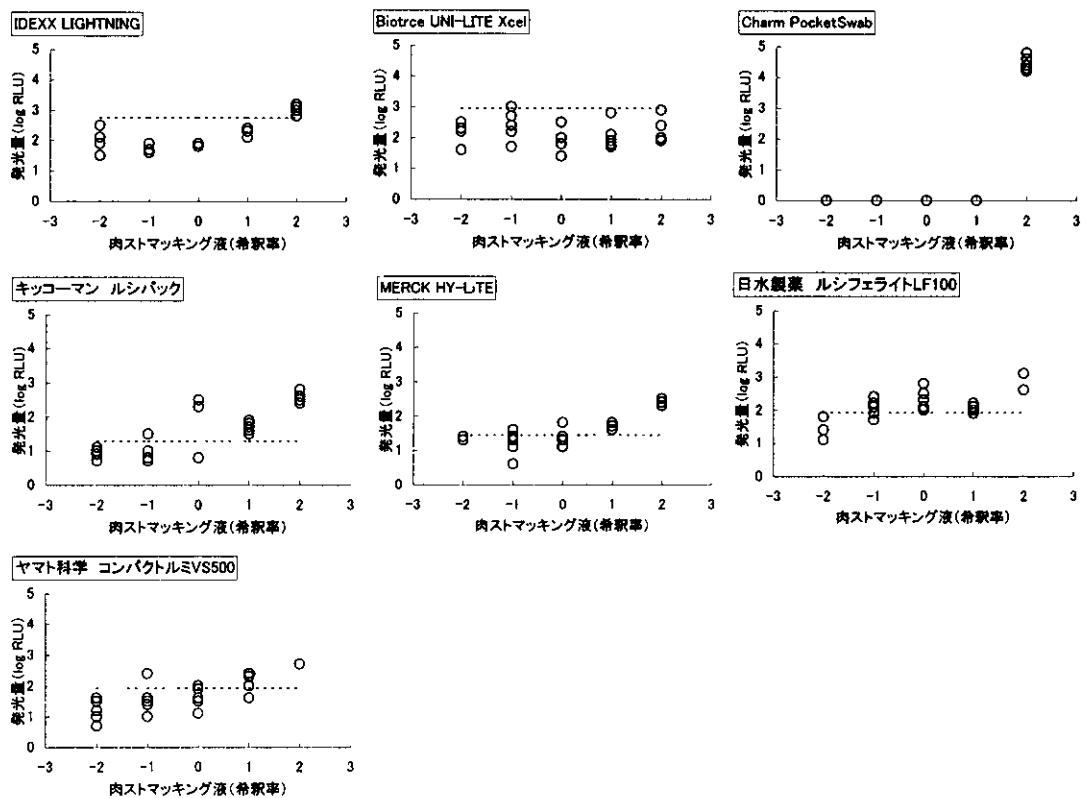 IDEXX LIGHTNING
発光量(log RLU)
5
4
3
2
1
0
-3 -2 -1 0 1 2 3
肉ストマッキング液(希釈率)
Biotrce UNI-LITE Xcel
発光量(log RLU)
5
4
3
2
1
0
-3 -2 -1 0 1 2 3
肉ストマッキング液(希釈率)
Charm PocketSwab
発光量(log RLU)
5
4
3
2
1
0
-3 -2 -1 0 1 2 3
肉ストマッキング液(希釈率)
キッコーマン ルシパック
発光量(log RLU)
5
4
3
2
1
0
-3 -2 -1 0 1 2 3
肉ストマッキング液(希釈率)
MERCK HY-LiTE
発光量(log RLU)
5
4
3
2
1
0
-3 -2 -1 0 1 2 3
肉ストマッキング液(希釈率)
日水製薬 ルシフェライトLF100
発光量(log RLU)
5
4
3
2
1
0
-3 -2 -1 0 1 2 3
肉ストマッキング液(希釈率)
ヤマト科学 コンパクトルミVS500
発光量(log RLU)
5
4
3
2
1
0
-3 -2 -1 0 1 2 3
肉ストマッキング液(希釈率)